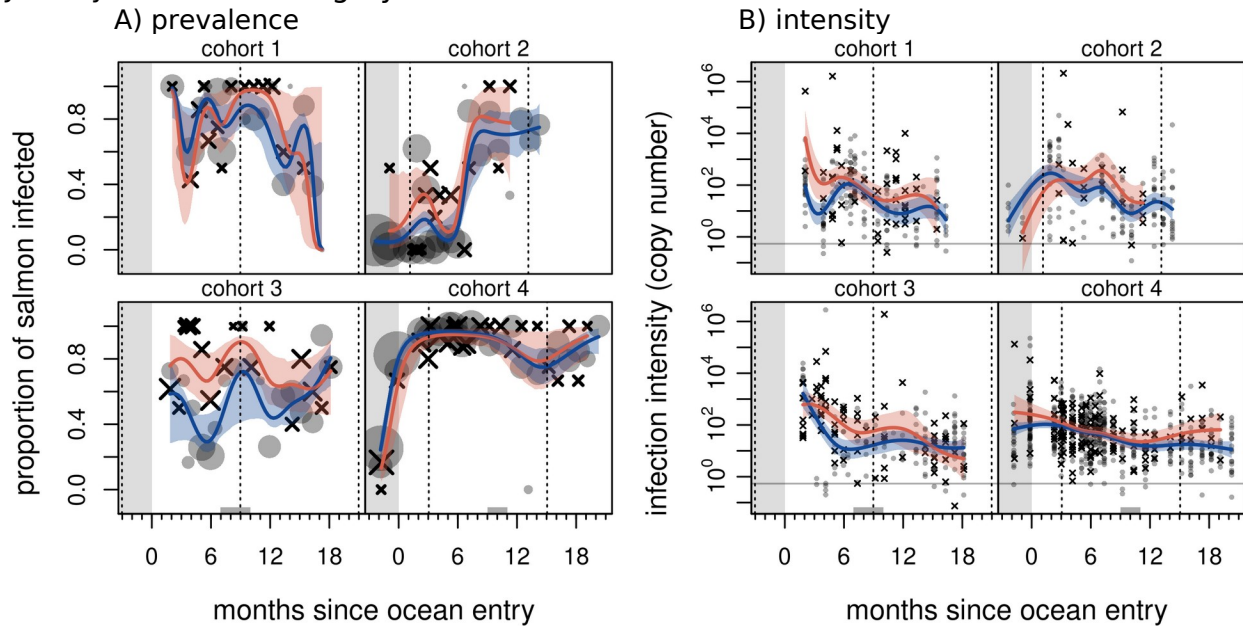 A) prevalence
B) intensity
cohort 1
cohort 2
cohort 1
cohort 2
proportion of salmon infected
0.0 0.4 0.8
infection intensity (copy number)
10^0 10^2 10^4 10^6
cohort 3
cohort 4
cohort 3
cohort 4
0.0 0.4 0.8
10^0 10^2 10^4 10^6
0 6 12 0 6 12 18
0 6 12 0 6 12 18
months since ocean entry
months since ocean entry